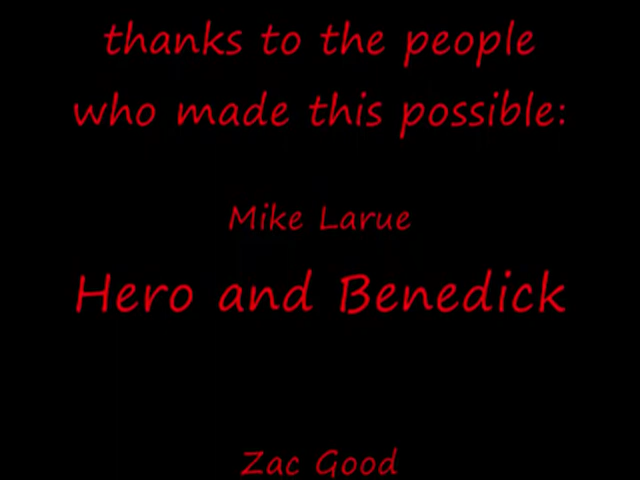 thanks to the people
who made this possible:
Mike Larue
Hero and Benedick
Zac Good